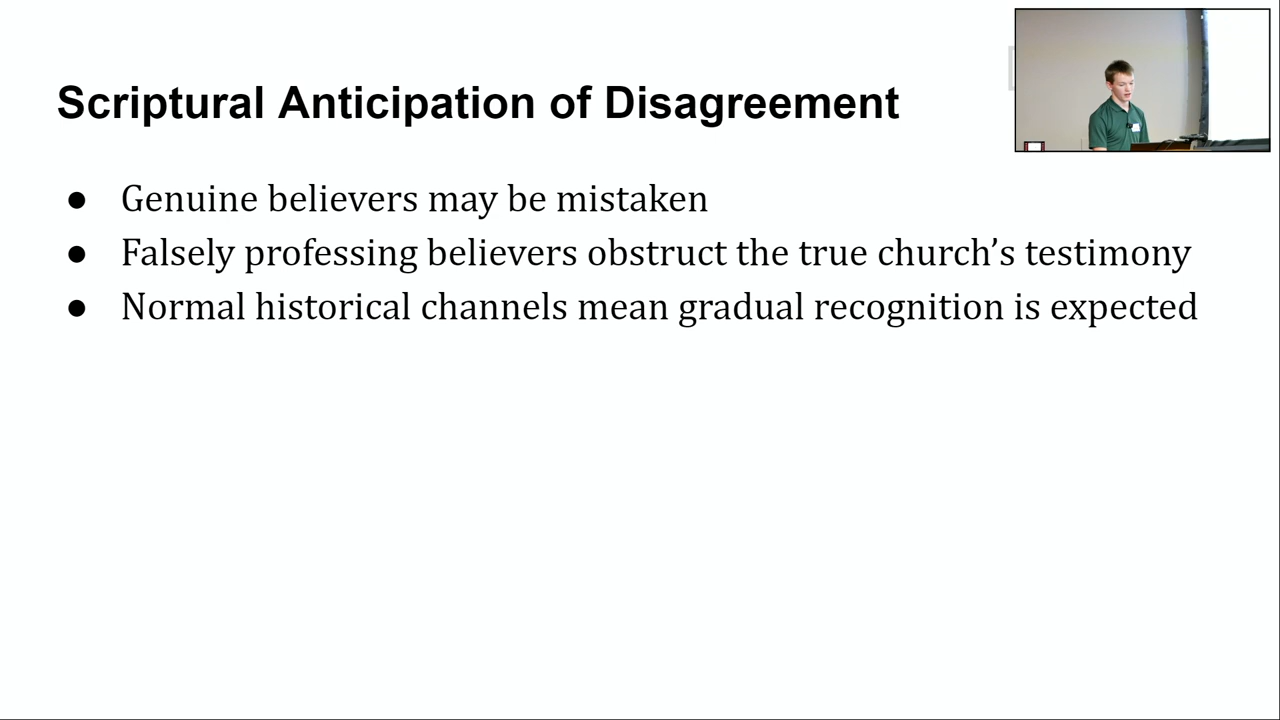 Scriptural Anticipation of Disagreement
● Genuine believers may be mistaken
● Falsely professing believers obstruct the true church’s testimony
● Normal historical channels mean gradual recognition is expected